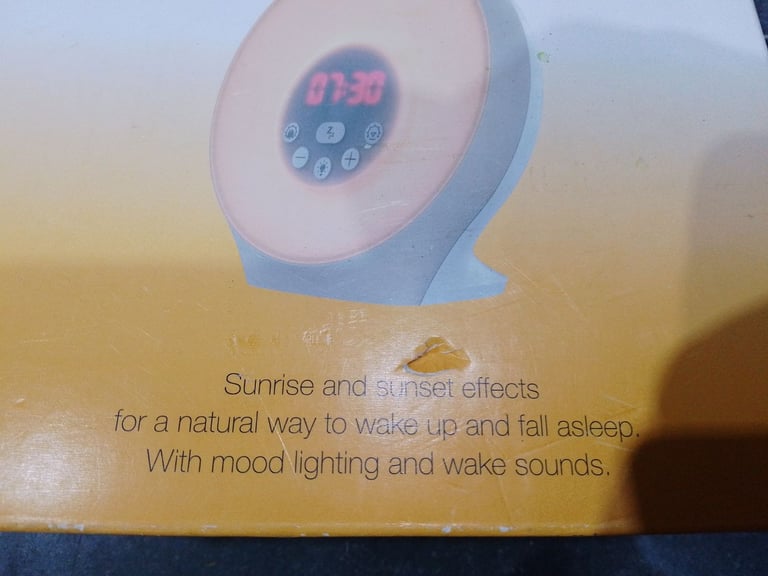 07:30
Sunrise and sunset effects
for a natural way to wake up and fall asleep.
With mood lighting and wake sounds.